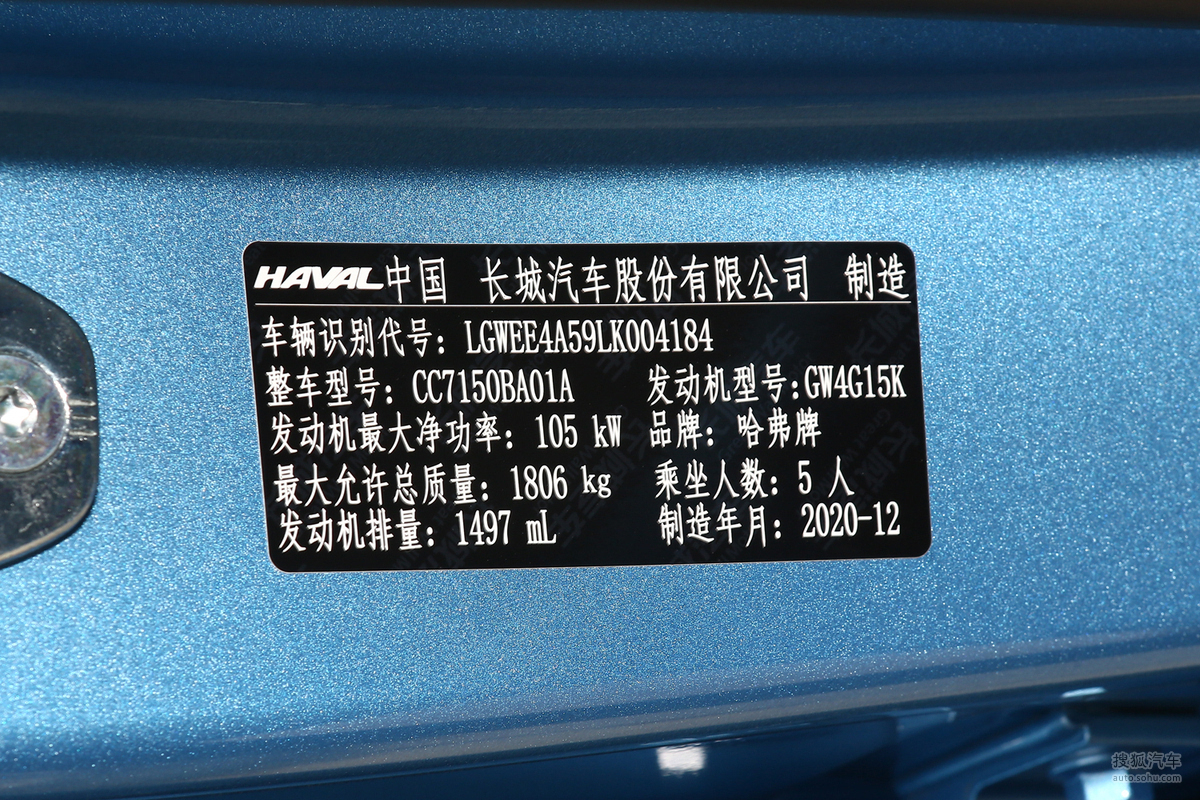 HAVAL中国 长城汽车股份有限公司 制造
车辆识别代号：LGWEE4A59LK004184
整车型号：CC7150BA01A 发动机型号:GW4G15K
发动机最大净功率：105 kW 品牌：哈弗牌
最大允许总质量：1806 kg 乘坐人数：5 人
发动机排量：1497 mL 制造年月：2020-12
搜狐汽车
auto.sohu.com